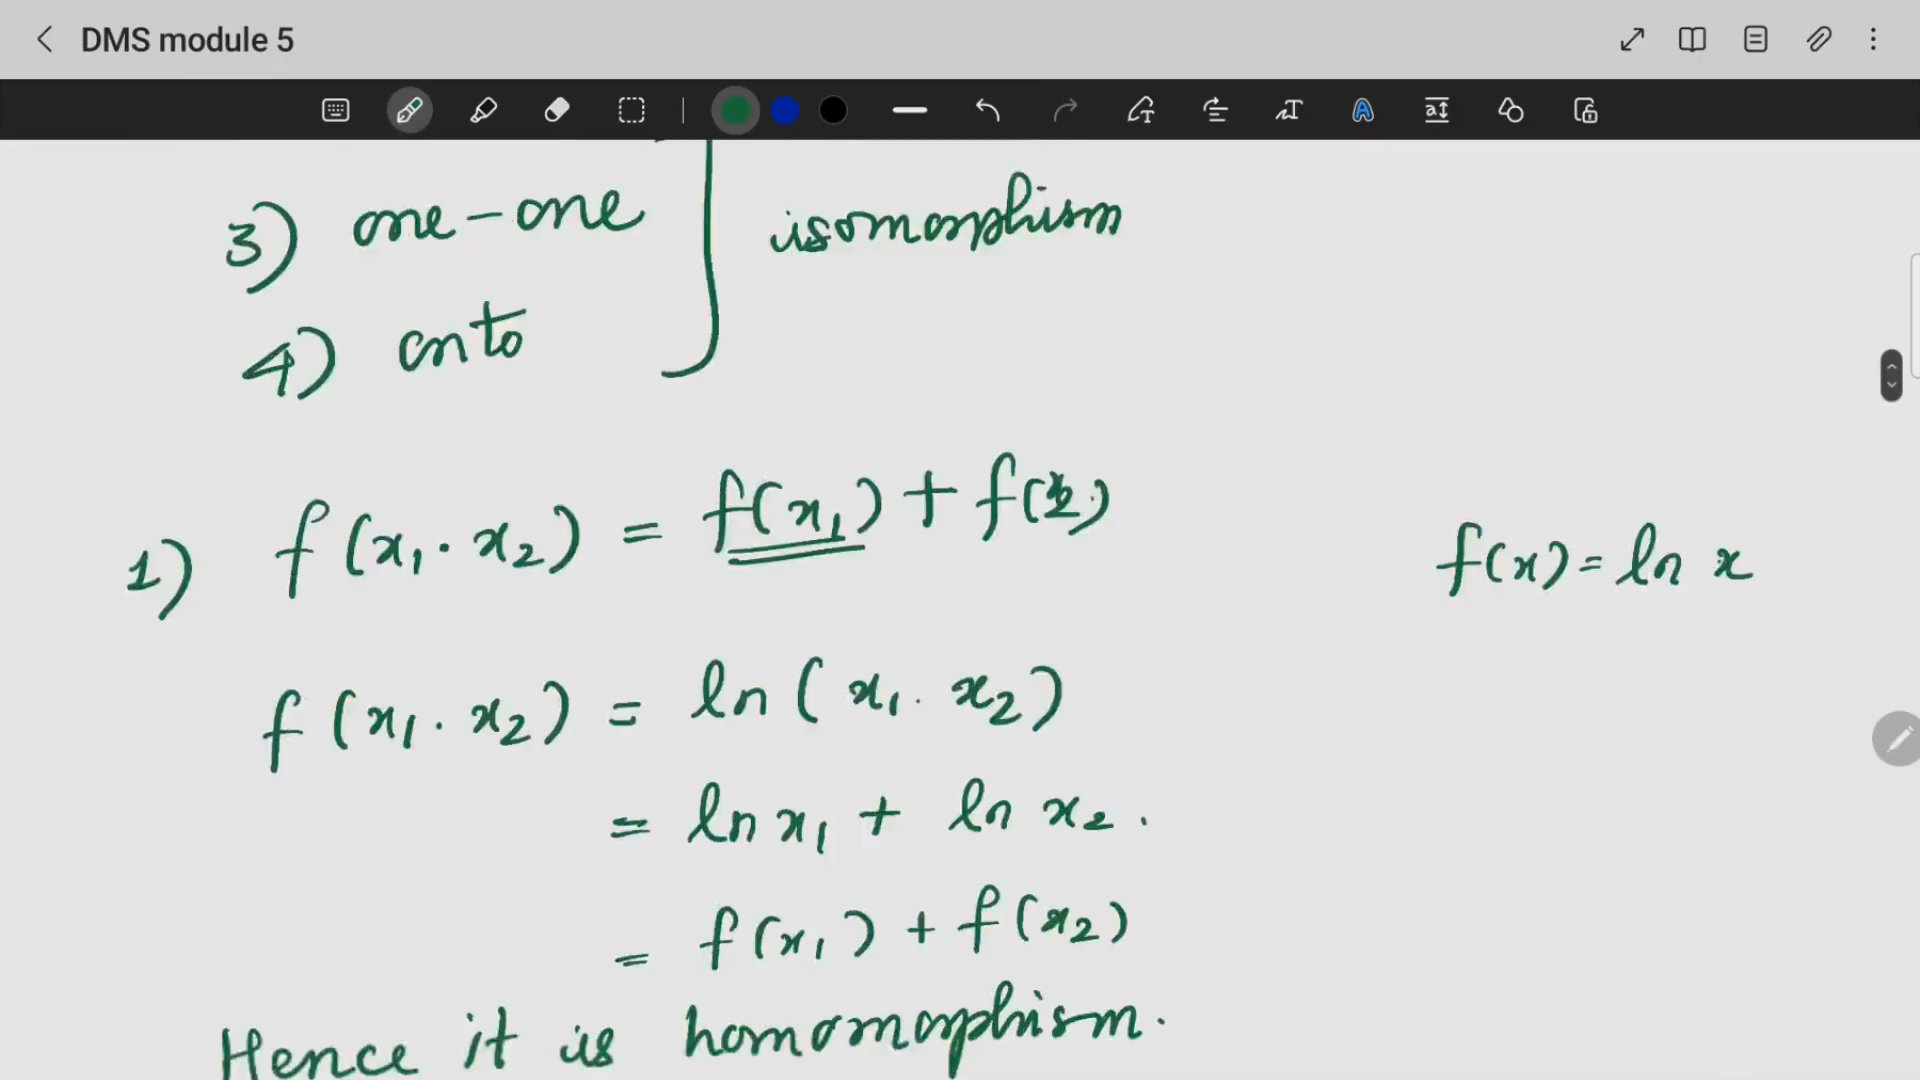 DMS module 5
3) one-one
isomorphism
4) onto
1) f(x₁·x₂) = f(x₁) + f(x₂)
f(x) = ln x
f(x₁·x₂) = ln(x₁·x₂)
= ln x₁ + ln x₂.
= f(x₁) + f(x₂)
Hence it is homomorphism.